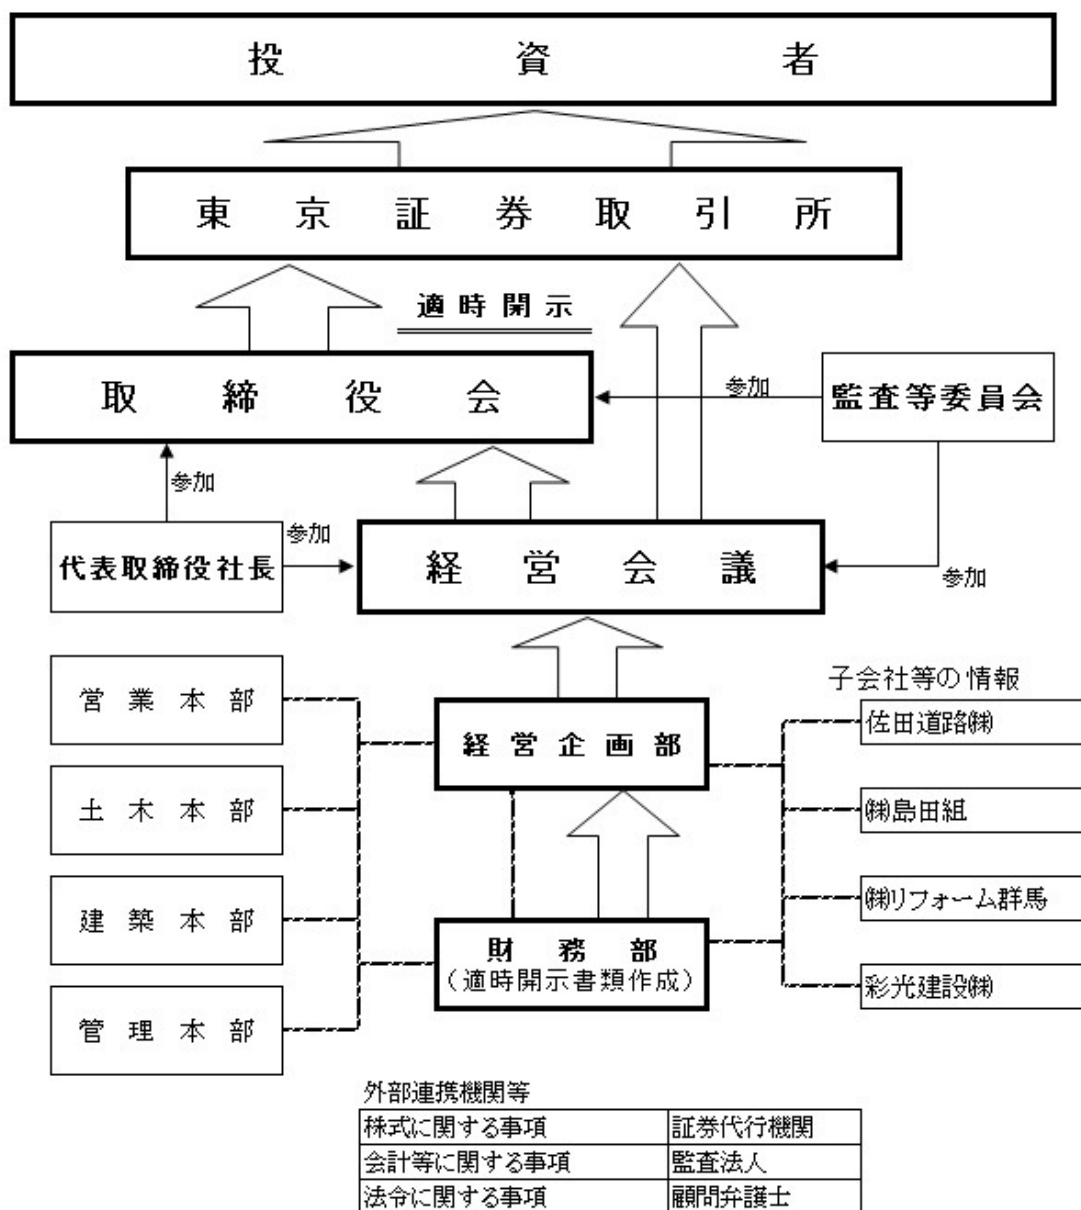 投資者
東京証券取引所
適時開示
取締役会
参加
監査等委員会
参加
代表取締役社長
参加
経営会議
参加
営業本部
土木本部
建築本部
管理本部
経営企画部
財務部
（適時開示書類作成）
子会社等の情報
佐田道路㈱
㈱島田組
㈱リフォーム群馬
彩光建設㈱
外部連携機関等
株式に関する事項 証券代行機関
会計等に関する事項 監査法人
法令に関する事項 顧問弁護士